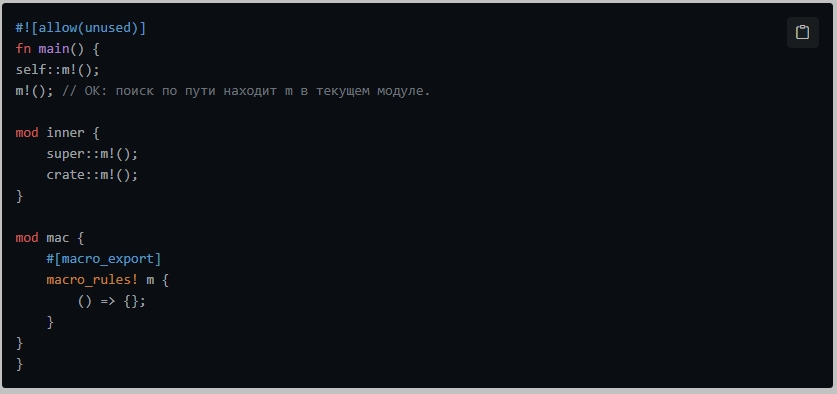 #![allow(unused)]
fn main() {
self::m!();
m!(); // OK: поиск по пути находит m в текущем модуле.
mod inner {
    super::m!();
    crate::m!();
}
mod mac {
    #[macro_export]
    macro_rules! m {
        () => {};
    }
}
}